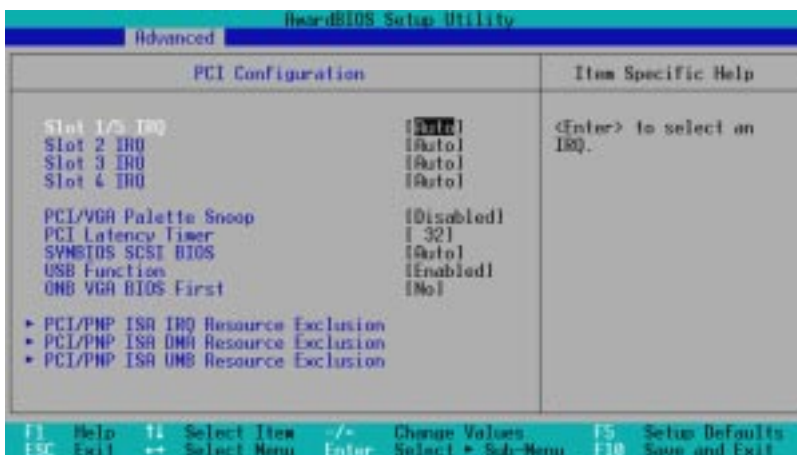 AwardBIOS Setup Utility
Advanced
PCI Configuration
Item Specific Help
Slot 1/5 IRQ [Auto]
Slot 2 IRQ [Auto]
Slot 3 IRQ [Auto]
Slot 4 IRQ [Auto]
<Enter> to select an
IRQ.
PCI/VGA Palette Snoop [Disabled]
PCI Latency Timer [ 32]
SYMBIOS SCSI BIOS [Auto]
USB Function [Enabled]
ONB VGA BIOS First [No]
► PCI/PNP ISA IRQ Resource Exclusion
► PCI/PNP ISA DMA Resource Exclusion
► PCI/PNP ISA UMB Resource Exclusion
F1 Help ↑↓ Select Item -/+ Change Values F5 Setup Defaults
ESC Exit ←→ Select Menu Enter Select ► Sub-Menu F10 Save and Exit